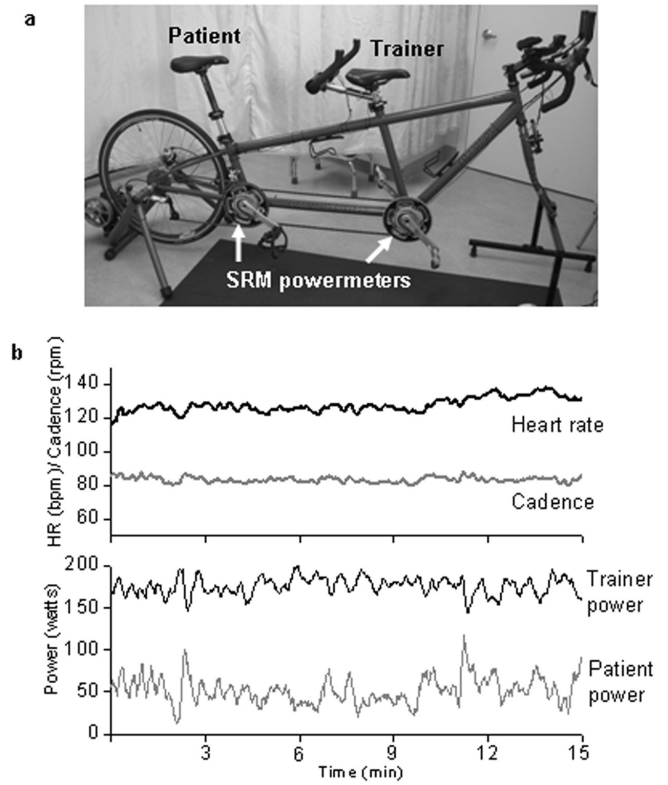 a
Patient
Trainer
SRM powermeters
b
HR (bpm)/ Cadence (rpm)
140
120
100
80
60
Heart rate
Cadence
Power (watts)
200
150
100
50
0
Trainer
power
Patient
power
3
6
9
12
15
Time (min)